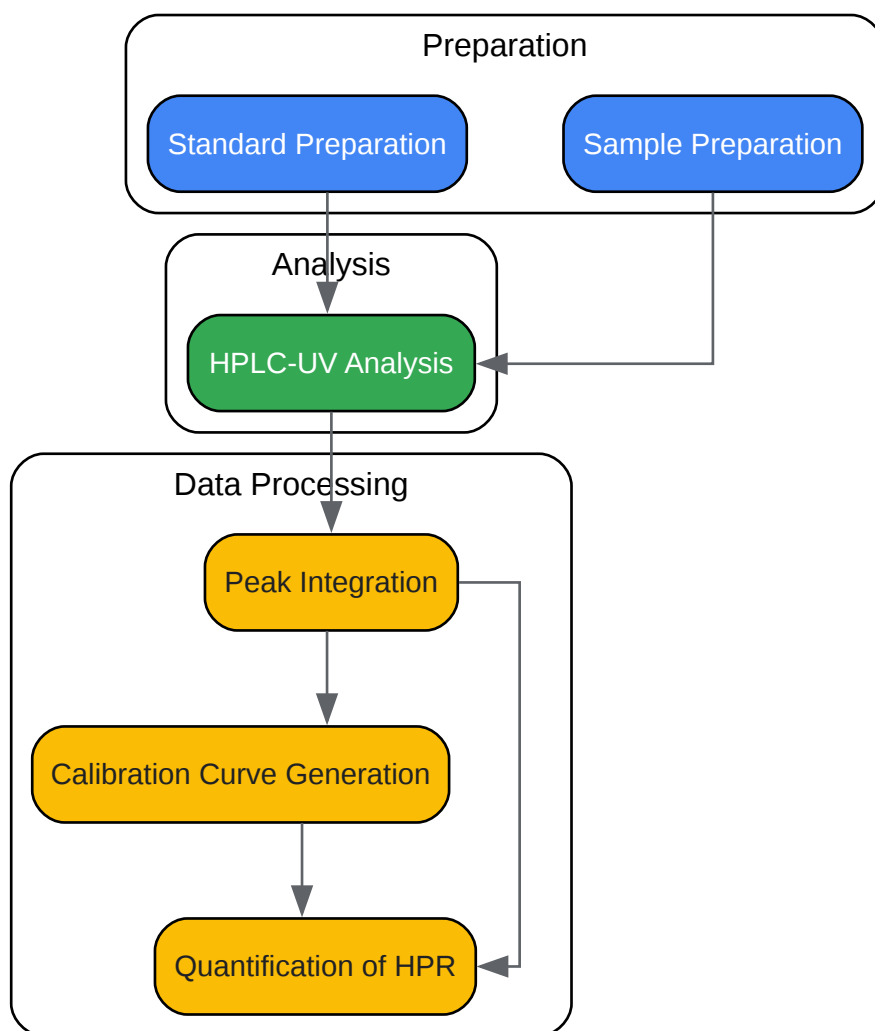 Preparation
Standard Preparation
Sample Preparation
Analysis
HPLC-UV Analysis
Data Processing
Peak Integration
Calibration Curve Generation
Quantification of HPR